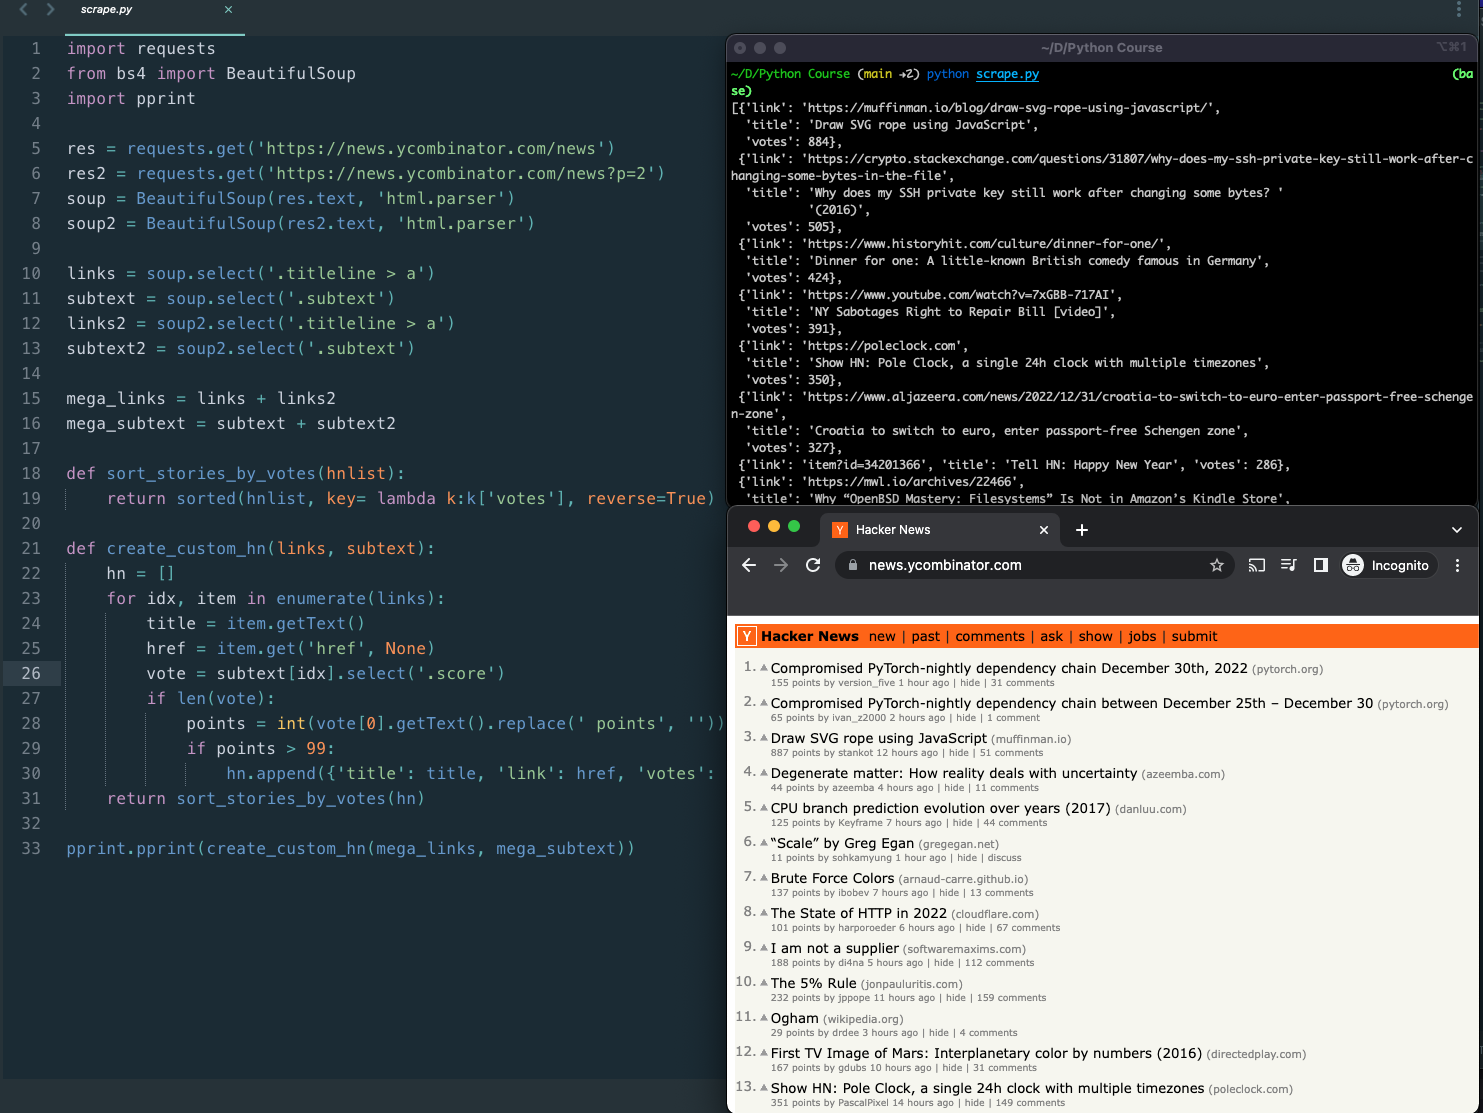 scrape.py ×
1 import requests
2 from bs4 import BeautifulSoup
3 import pprint
4
5 res = requests.get('https://news.ycombinator.com/news')
6 res2 = requests.get('https://news.ycombinator.com/news?p=2')
7 soup = BeautifulSoup(res.text, 'html.parser')
8 soup2 = BeautifulSoup(res2.text, 'html.parser')
9
10 links = soup.select('.titleline > a')
11 subtext = soup.select('.subtext')
12 links2 = soup2.select('.titleline > a')
13 subtext2 = soup2.select('.subtext')
14
15 mega_links = links + links2
16 mega_subtext = subtext + subtext2
17
18 def sort_stories_by_votes(hnlist):
19 return sorted(hnlist, key= lambda k:k['votes'], reverse=True)
20
21 def create_custom_hn(links, subtext):
22 hn = []
23 for idx, item in enumerate(links):
24 title = item.getText()
25 href = item.get('href', None)
26 vote = subtext[idx].select('.score')
27 if len(vote):
28 points = int(vote[0].getText().replace(' points', ''))
29 if points > 99:
30 hn.append({'title': title, 'link': href, 'votes':
31 return sort_stories_by_votes(hn)
32
33 pprint.pprint(create_custom_hn(mega_links, mega_subtext))
~/D/Python Course ⌥⌘1
~/D/Python Course (main →2) python scrape.py (ba
se)
[{'link': 'https://muffinman.io/blog/draw-svg-rope-using-javascript/',
'title': 'Draw SVG rope using JavaScript',
'votes': 884},
{'link': 'https://crypto.stackexchange.com/questions/31807/why-does-my-ssh-private-key-still-work-after-c
hanging-some-bytes-in-the-file',
'title': 'Why does my SSH private key still work after changing some bytes? '
'(2016)',
'votes': 505},
{'link': 'https://www.historyhit.com/culture/dinner-for-one/',
'title': 'Dinner for one: A little-known British comedy famous in Germany',
'votes': 424},
{'link': 'https://www.youtube.com/watch?v=7xGBB-717AI',
'title': 'NY Sabotages Right to Repair Bill [video]',
'votes': 391},
{'link': 'https://poleclock.com',
'title': 'Show HN: Pole Clock, a single 24h clock with multiple timezones',
'votes': 350},
{'link': 'https://www.aljazeera.com/news/2022/12/31/croatia-to-switch-to-euro-enter-passport-free-schenge
n-zone',
'title': 'Croatia to switch to euro, enter passport-free Schengen zone',
'votes': 327},
{'link': 'item?id=34201366', 'title': 'Tell HN: Happy New Year', 'votes': 286},
{'link': 'https://mwl.io/archives/22466',
'title': 'Why “OpenBSD Mastery: Filesystems” Is Not in Amazon’s Kindle Store',
Y Hacker News × +
news.ycombinator.com Incognito
Y Hacker News new | past | comments | ask | show | jobs | submit
1. Compromised PyTorch-nightly dependency chain December 30th, 2022 (pytorch.org)
155 points by version_five 1 hour ago | hide | 31 comments
2. Compromised PyTorch-nightly dependency chain between December 25th – December 30 (pytorch.org)
65 points by ivan_z2000 2 hours ago | hide | 1 comment
3. Draw SVG rope using JavaScript (muffinman.io)
887 points by stankot 12 hours ago | hide | 51 comments
4. Degenerate matter: How reality deals with uncertainty (azeemba.com)
44 points by azeemba 4 hours ago | hide | 11 comments
5. CPU branch prediction evolution over years (2017) (danluu.com)
125 points by Keyframe 7 hours ago | hide | 44 comments
6. “Scale” by Greg Egan (gregegan.net)
11 points by sohkamyung 1 hour ago | hide | discuss
7. Brute Force Colors (arnaud-carre.github.io)
137 points by ibobev 7 hours ago | hide | 13 comments
8. The State of HTTP in 2022 (cloudflare.com)
101 points by harporoeder 6 hours ago | hide | 67 comments
9. I am not a supplier (softwaremaxims.com)
188 points by di4na 5 hours ago | hide | 112 comments
10. The 5% Rule (jonpauluritis.com)
232 points by jppope 11 hours ago | hide | 159 comments
11. Ogham (wikipedia.org)
29 points by drdee 3 hours ago | hide | 4 comments
12. First TV Image of Mars: Interplanetary color by numbers (2016) (directedplay.com)
167 points by gdubs 10 hours ago | hide | 31 comments
13. Show HN: Pole Clock, a single 24h clock with multiple timezones (poleclock.com)
351 points by PascalPixel 14 hours ago | hide | 149 comments